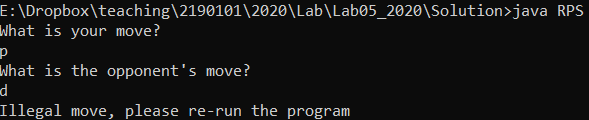 E:\Dropbox\teaching\2190101\2020\Lab\Lab05_2020\Solution>java RPS
What is your move?
p
What is the opponent's move?
d
Illegal move, please re-run the program